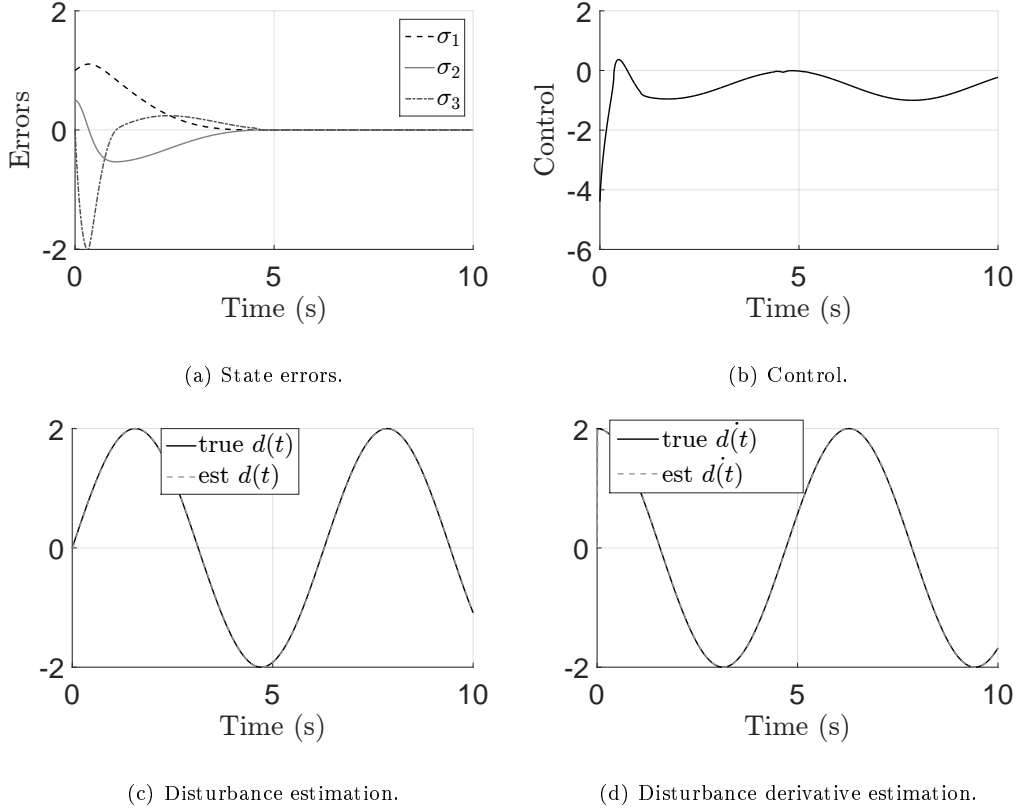 2
0
-2
Errors
σ1
σ2
σ3
0
5
10
Time (s)
(a) State errors.
2
0
-2
-4
-6
Control
0
5
10
Time (s)
(b) Control.
2
0
-2
true d(t)
est d(t)
0
5
10
Time (s)
(c) Disturbance estimation.
2
0
-2
true ḋ(t)
est ḋ(t)
0
5
10
Time (s)
(d) Disturbance derivative estimation.